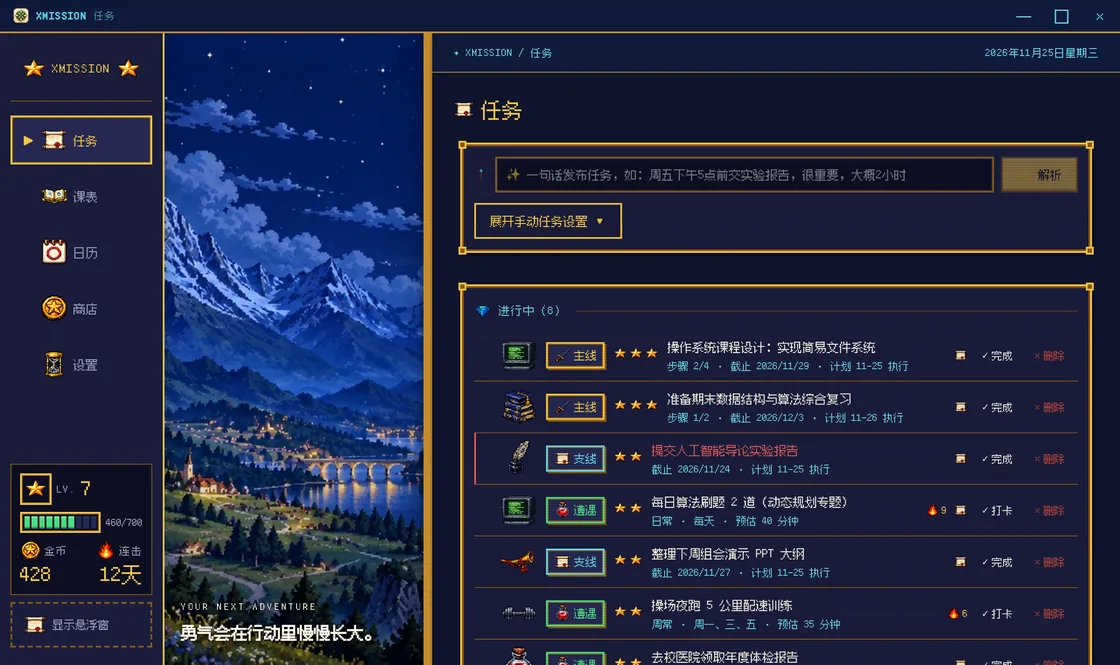 XMISSION 任务
XMISSION
任务
课表
日历
商店
设置
LV. 7
460/700
金币 连击
428 12天
显示悬浮窗
YOUR NEXT ADVENTURE
勇气会在行动里慢慢长大。
XMISSION / 任务
2026年11月25日星期三
任务
一句话发布任务，如：周五下午5点前交实验报告，很重要，大概2小时
解析
展开手动任务设置 ▼
进行中（8）
主线 ★★★ 操作系统课程设计：实现简易文件系统 ✓完成 ×删除
步骤 2/4 · 截止 2026/11/29 · 计划 11-25 执行
主线 ★★★ 准备期末数据结构与算法综合复习 ✓完成 ×删除
步骤 1/2 · 截止 2026/12/3 · 计划 11-26 执行
支线 ★★ 提交人工智能导论实验报告 ✓完成 ×删除
截止 2026/11/24 · 计划 11-25 执行
遭遇 ★★ 每日算法刷题 2 道（动态规划专题） 9 ✓打卡 ×删除
日常 · 每天 · 预估 40 分钟
支线 ★★ 整理下周组会演示 PPT 大纲 ✓完成 ×删除
截止 2026/11/27 · 计划 11-25 执行
遭遇 ★★ 操场夜跑 5 公里配速训练 6 ✓打卡 ×删除
周常 · 周一、三、五 · 预估 35 分钟
遭遇 ★★ 去校医院领取年度体检报告 ✓完成 ×删除